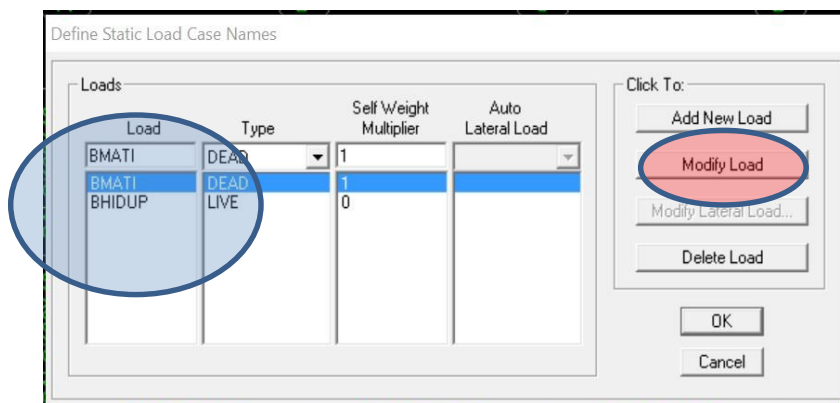 Define Static Load Case Names
Loads
Click To:
Load Type Self Weight Multiplier Auto Lateral Load
BMATI DEAD 1
BMATI DEAD 1
BHIDUP LIVE 0
Add New Load
Modify Load
Modify Lateral Load...
Delete Load
OK
Cancel